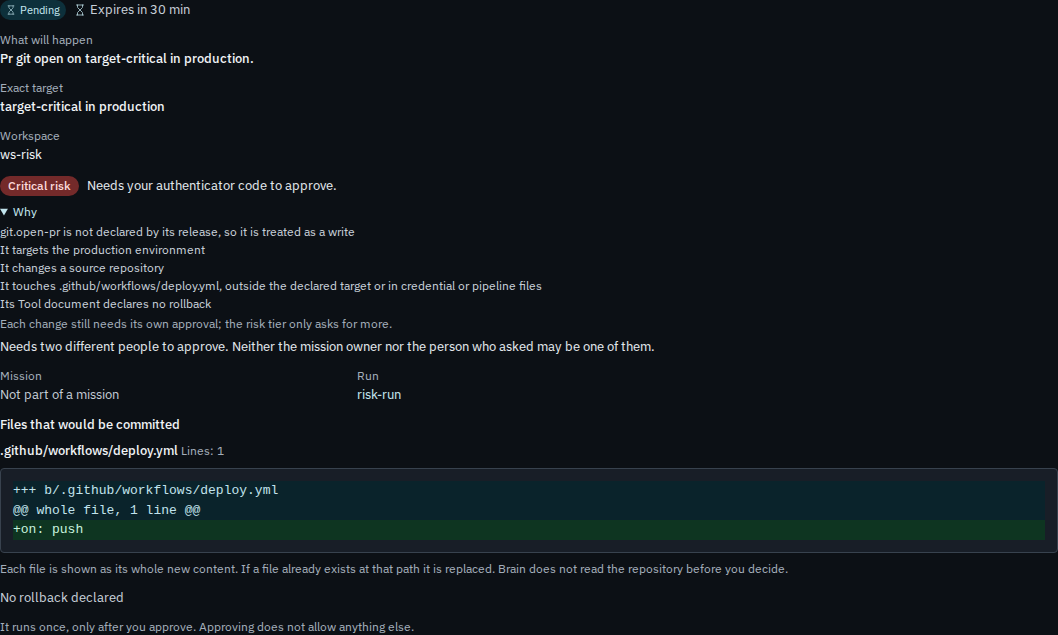 Pending Expires in 30 min
What will happen
Pr git open on target-critical in production.
Exact target
target-critical in production
Workspace
ws-risk
Critical risk Needs your authenticator code to approve.
▼ Why
git.open-pr is not declared by its release, so it is treated as a write
It targets the production environment
It changes a source repository
It touches .github/workflows/deploy.yml, outside the declared target or in credential or pipeline files
Its Tool document declares no rollback
Each change still needs its own approval; the risk tier only asks for more.
Needs two different people to approve. Neither the mission owner nor the person who asked may be one of them.
Mission Run
Not part of a mission risk-run
Files that would be committed
.github/workflows/deploy.yml Lines: 1
+++ b/.github/workflows/deploy.yml
@@ whole file, 1 line @@
+on: push
Each file is shown as its whole new content. If a file already exists at that path it is replaced. Brain does not read the repository before you decide.
No rollback declared
It runs once, only after you approve. Approving does not allow anything else.